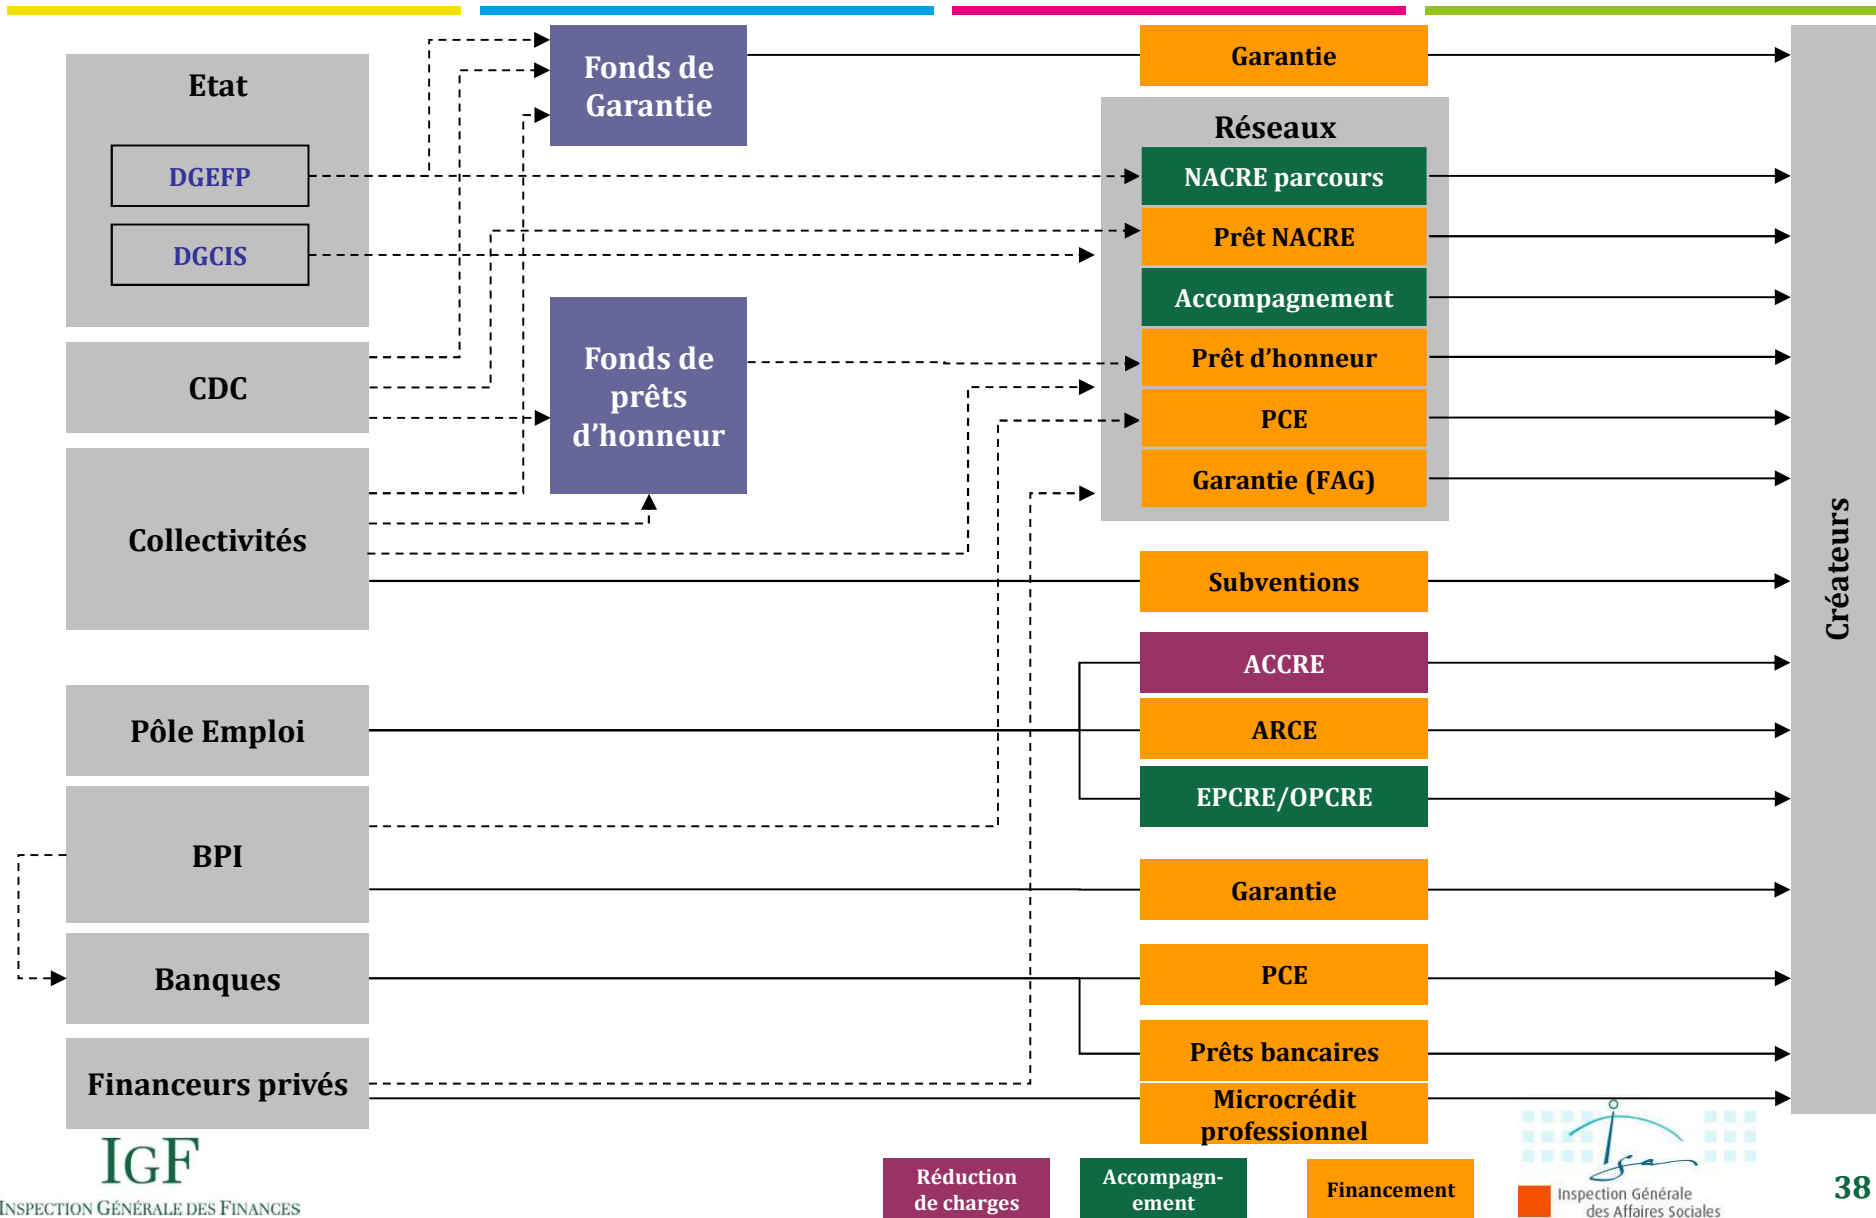 Etat
DGEFP
DGCIS
CDC
Collectivités
Pôle Emploi
BPI
Banques
Financeurs privés
Fonds de
Garantie
Fonds de
prêts
d’honneur
Garantie
Réseaux
NACRE parcours
Prêt NACRE
Accompagnement
Prêt d’honneur
PCE
Garantie (FAG)
Subventions
ACCRE
ARCE
EPCRE/OPCRE
Garantie
PCE
Prêts bancaires
Microcrédit
professionnel
Créateurs
IGF
INSPECTION GÉNÉRALE DES FINANCES
Réduction
de charges
Accompagn-
ement
Financement
Inspection Générale
des Affaires Sociales
38